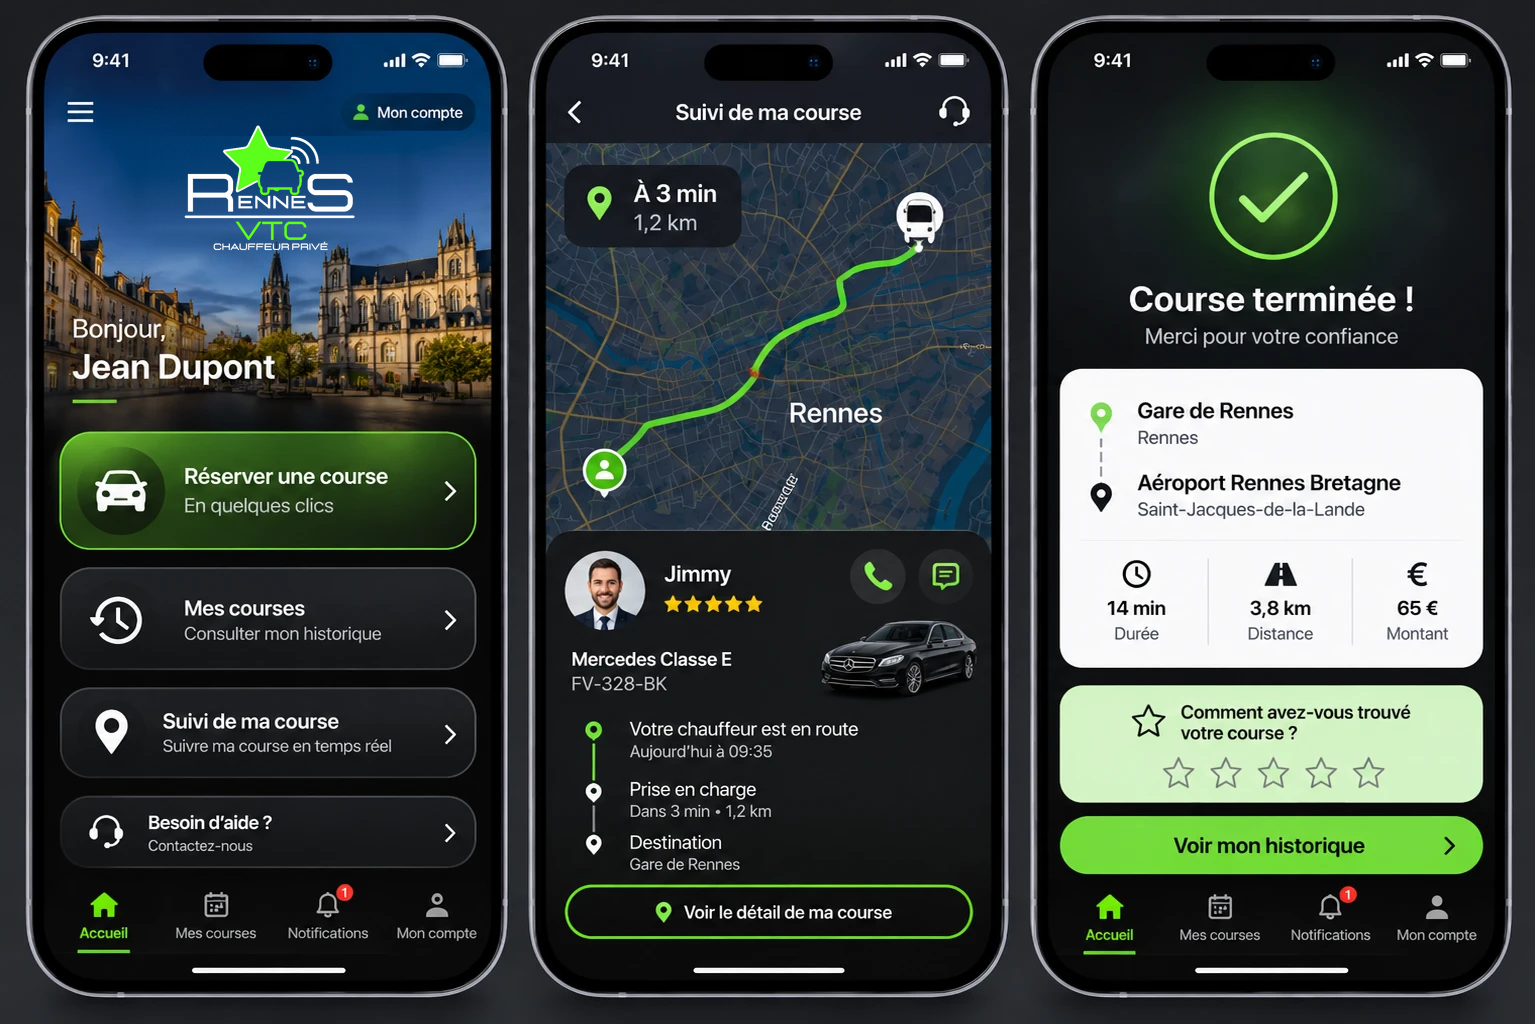 9:41
Mon compte
RENNES
VTC
CHAUFFEUR PRIVÉ
Bonjour,
Jean Dupont
Réserver une course
En quelques clics
Mes courses
Consulter mon historique
Suivi de ma course
Suivre ma course en temps réel
Besoin d'aide ?
Contactez-nous
1
Accueil
Mes courses
Notifications
Mon compte
9:41
Suivi de ma course
À 3 min
1,2 km
Rennes
Jimmy
Mercedes Classe E
FV-328-BK
Votre chauffeur est en route
Aujourd'hui à 09:35
Prise en charge
Dans 3 min • 1,2 km
Destination
Gare de Rennes
Voir le détail de ma course
9:41
Course terminée !
Merci pour votre confiance
Gare de Rennes
Rennes
Aéroport Rennes Bretagne
Saint-Jacques-de-la-Lande
€
14 min
3,8 km
65 €
Durée
Distance
Montant
Comment avez-vous trouvé
votre course ?
Voir mon historique
1
Accueil
Mes courses
Notifications
Mon compte